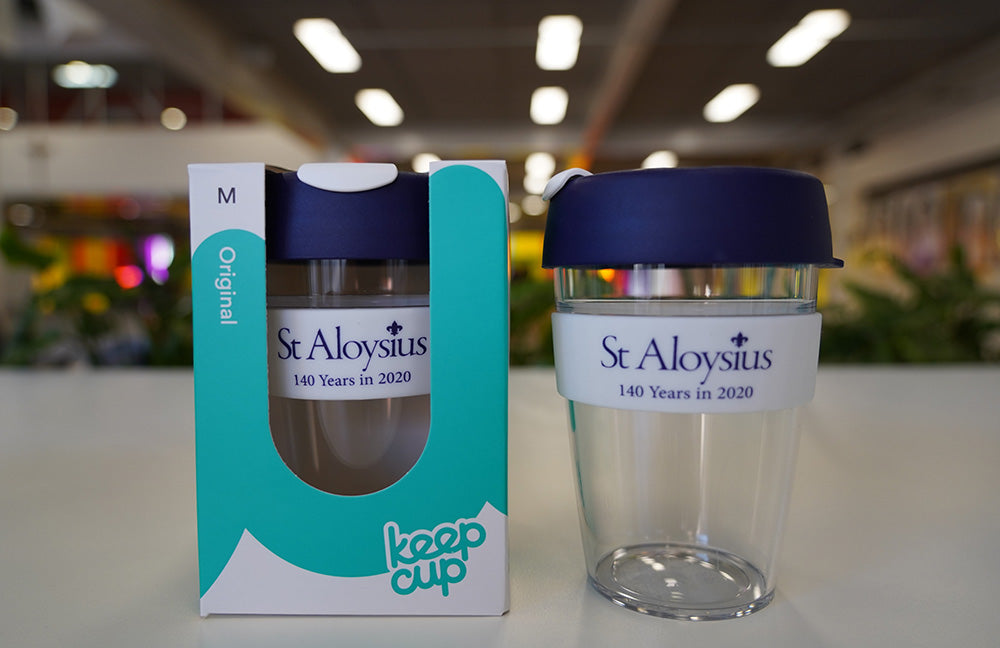 M
Original
St Aloysius
140 Years in 2020
keep
cup
St Aloysius
140 Years in 2020